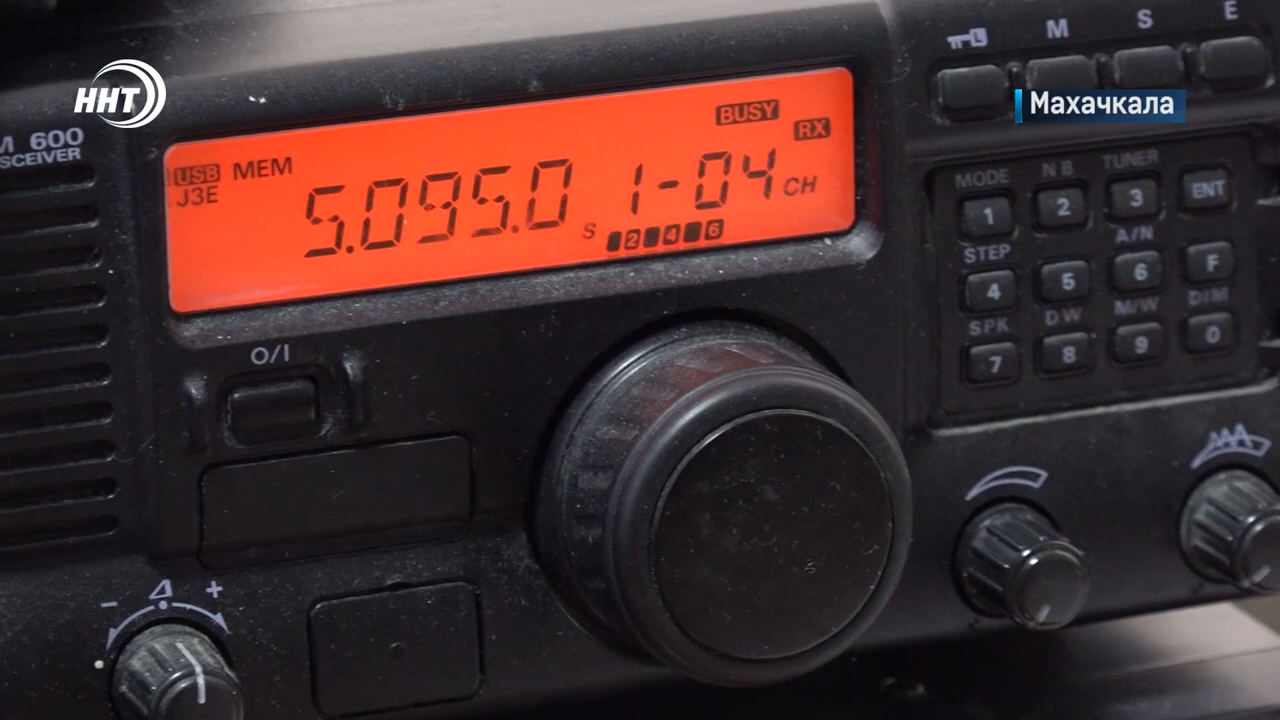 ННТ
Махачкала
M 600
SCEIVER
USB
J3E
MEM
BUSY
RX
5.095.0
1-04
CH
S
2 4 6
O/I
- +
L
M
S
E
MODE
NB
TUNER
1
2
3
ENT
STEP
A/N
4
5
6
F
SPK
DW
M/W
DIM
7
8
9
0